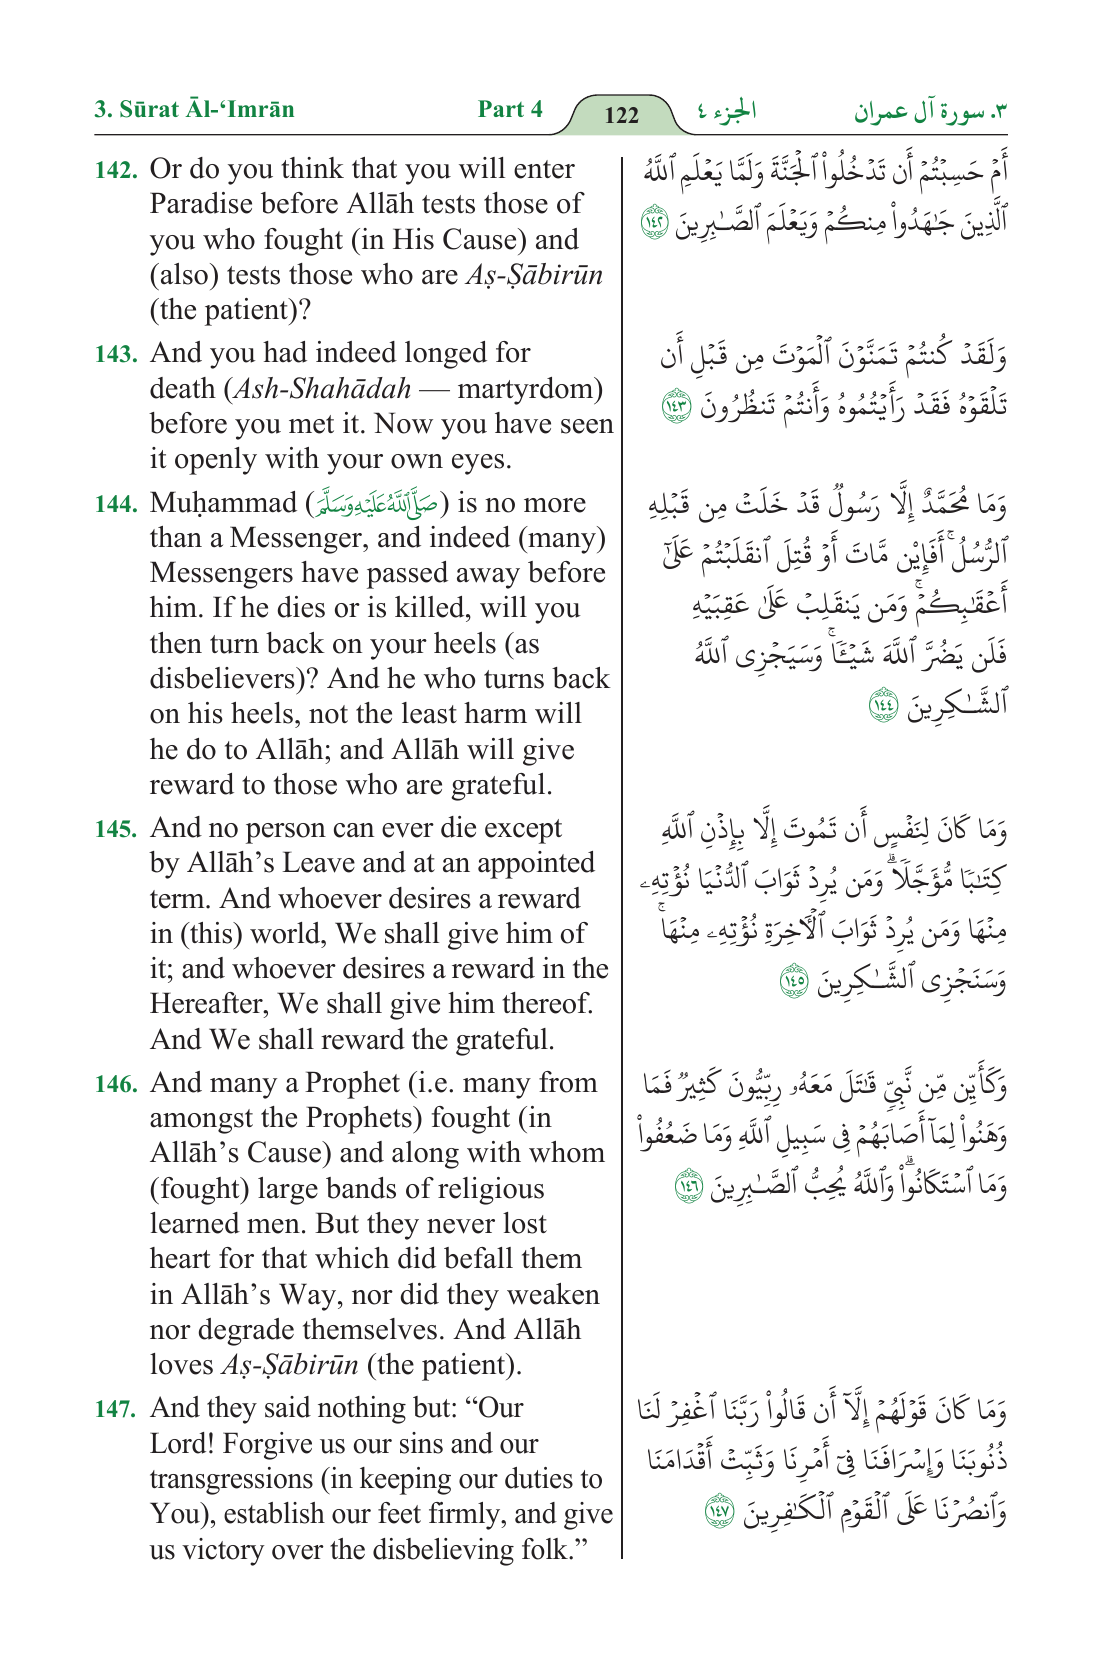 3. Sūrat Āl-‘Imrān Part 4 122 الجزء ٤ ٣. سورة آل عمران
142. Or do you think that you will enter
Paradise before Allāh tests those of
you who fought (in His Cause) and
(also) tests those who are Aṣ-Ṣābirūn
(the patient)?
143. And you had indeed longed for
death (Ash-Shahādah — martyrdom)
before you met it. Now you have seen
it openly with your own eyes.
144. Muḥammad (صَلَّى اللَّهُ عَلَيْهِ وَسَلَّمَ) is no more
than a Messenger, and indeed (many)
Messengers have passed away before
him. If he dies or is killed, will you
then turn back on your heels (as
disbelievers)? And he who turns back
on his heels, not the least harm will
he do to Allāh; and Allāh will give
reward to those who are grateful.
145. And no person can ever die except
by Allāh’s Leave and at an appointed
term. And whoever desires a reward
in (this) world, We shall give him of
it; and whoever desires a reward in the
Hereafter, We shall give him thereof.
And We shall reward the grateful.
146. And many a Prophet (i.e. many from
amongst the Prophets) fought (in
Allāh’s Cause) and along with whom
(fought) large bands of religious
learned men. But they never lost
heart for that which did befall them
in Allāh’s Way, nor did they weaken
nor degrade themselves. And Allāh
loves Aṣ-Ṣābirūn (the patient).
147. And they said nothing but: “Our
Lord! Forgive us our sins and our
transgressions (in keeping our duties to
You), establish our feet firmly, and give
us victory over the disbelieving folk.”
أَمْ حَسِبْتُمْ أَن تَدْخُلُوا۟ ٱلْجَنَّةَ وَلَمَّا يَعْلَمِ ٱللَّهُ
ٱلَّذِينَ جَـٰهَدُوا۟ مِنكُمْ وَيَعْلَمَ ٱلصَّـٰبِرِينَ ١٤٢
وَلَقَدْ كُنتُمْ تَمَنَّوْنَ ٱلْمَوْتَ مِن قَبْلِ أَن
تَلْقَوْهُ فَقَدْ رَأَيْتُمُوهُ وَأَنتُمْ تَنظُرُونَ ١٤٣
وَمَا مُحَمَّدٌ إِلَّا رَسُولٌ قَدْ خَلَتْ مِن قَبْلِهِ
ٱلرُّسُلُ ۚ أَفَإِي۟ن مَّاتَ أَوْ قُتِلَ ٱنقَلَبْتُمْ عَلَىٰٓ
أَعْقَـٰبِكُمْ ۚ وَمَن يَنقَلِبْ عَلَىٰ عَقِبَيْهِ
فَلَن يَضُرَّ ٱللَّهَ شَيْـًٔا ۚ وَسَيَجْزِى ٱللَّهُ
ٱلشَّـٰكِرِينَ ١٤٤
وَمَا كَانَ لِنَفْسٍ أَن تَمُوتَ إِلَّا بِإِذْنِ ٱللَّهِ
كِتَـٰبًا مُّؤَجَّلًا ۗ وَمَن يُرِدْ ثَوَابَ ٱلدُّنْيَا نُؤْتِهِۦ
مِنْهَا وَمَن يُرِدْ ثَوَابَ ٱلْـَٔاخِرَةِ نُؤْتِهِۦ مِنْهَا ۚ
وَسَنَجْزِى ٱلشَّـٰكِرِينَ ١٤٥
وَكَأَيِّن مِّن نَّبِىٍّ قَـٰتَلَ مَعَهُۥ رِبِّيُّونَ كَثِيرٌ فَمَا
وَهَنُوا۟ لِمَآ أَصَابَهُمْ فِى سَبِيلِ ٱللَّهِ وَمَا ضَعُفُوا۟
وَمَا ٱسْتَكَانُوا۟ ۗ وَٱللَّهُ يُحِبُّ ٱلصَّـٰبِرِينَ ١٤٦
وَمَا كَانَ قَوْلَهُمْ إِلَّآ أَن قَالُوا۟ رَبَّنَا ٱغْفِرْ لَنَا
ذُنُوبَنَا وَإِسْرَافَنَا فِىٓ أَمْرِنَا وَثَبِّتْ أَقْدَامَنَا
وَٱنصُرْنَا عَلَى ٱلْقَوْمِ ٱلْكَـٰفِرِينَ ١٤٧